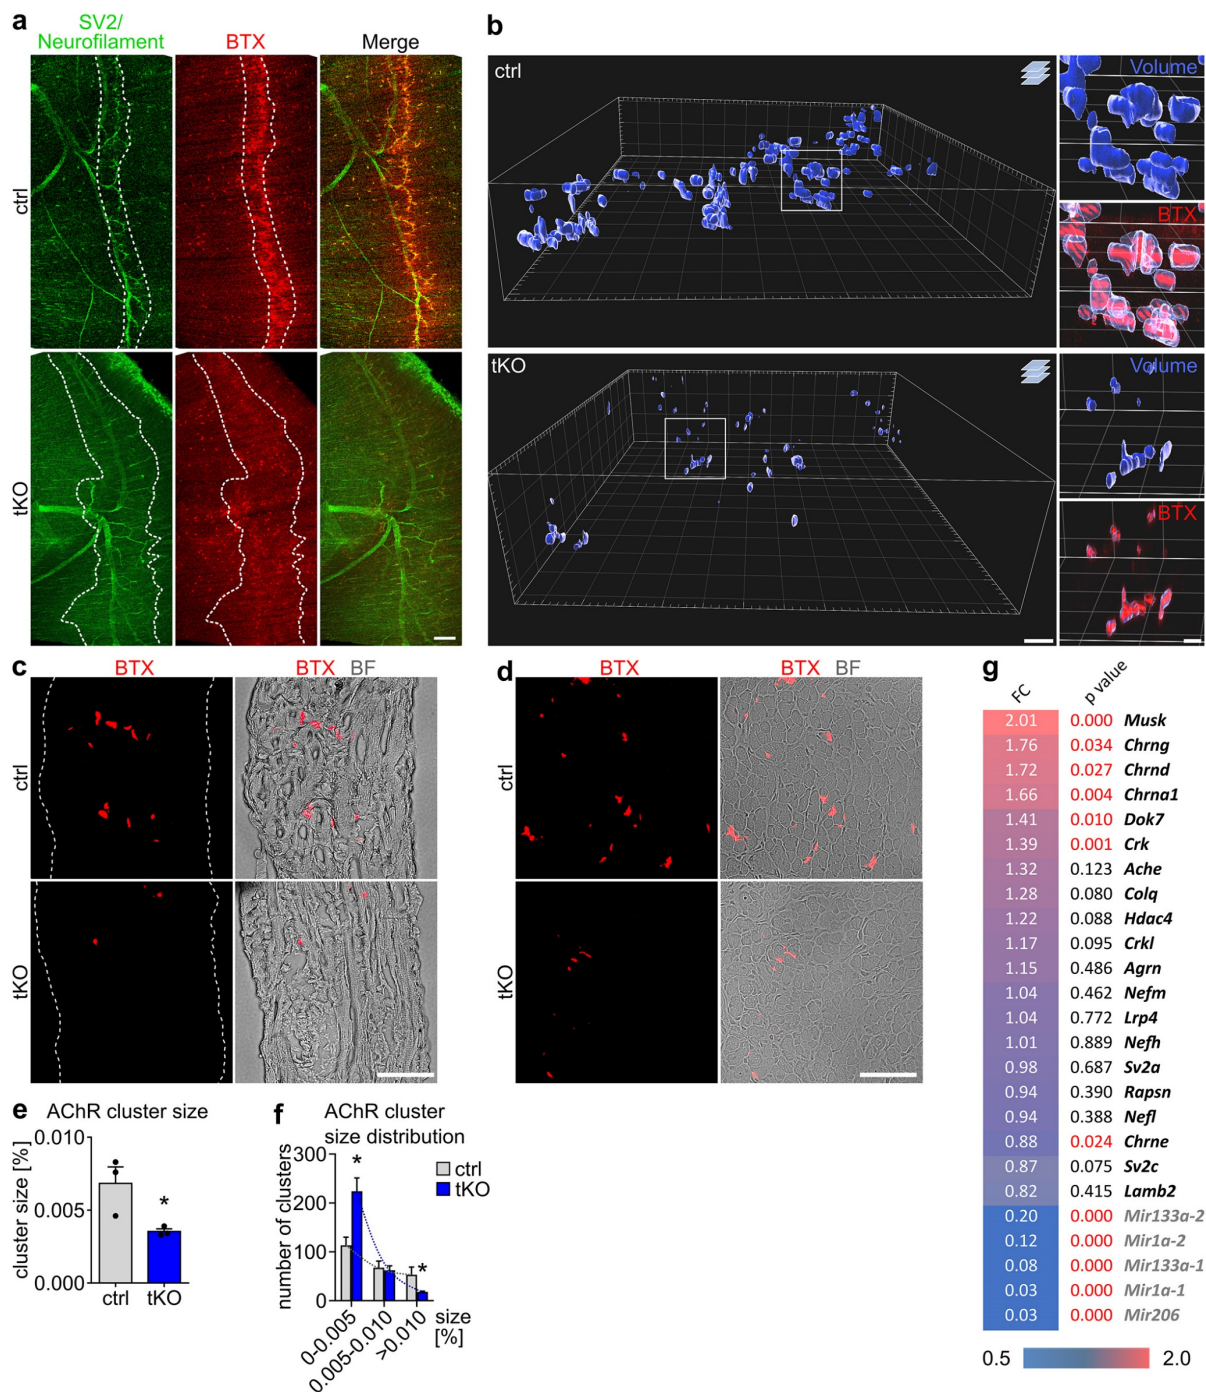 a
SV2/
Neurofilament
BTX
Merge
ctrl
tKO
b
ctrl
Volume
BTX
tKO
Volume
BTX
c
BTX
BTX BF
ctrl
tKO
d
BTX
BTX BF
ctrl
tKO
e
AChR cluster size
cluster size [%]
0.010
0.005
0.000
*
ctrl tKO
f
AChR cluster
size distribution
number of clusters
300
200
100
0
*
*
ctrl
tKO
0-0.005
0.005-0.010
>0.010
size
[%]
g
FC p value
2.01 0.000 Musk
1.76 0.034 Chrng
1.72 0.027 Chrnd
1.66 0.004 Chrna1
1.41 0.010 Dok7
1.39 0.001 Crk
1.32 0.123 Ache
1.28 0.080 Colq
1.22 0.088 Hdac4
1.17 0.095 Crkl
1.15 0.486 Agrn
1.04 0.462 Nefm
1.04 0.772 Lrp4
1.01 0.889 Nefh
0.98 0.687 Sv2a
0.94 0.390 Rapsn
0.94 0.388 Nefl
0.88 0.024 Chrne
0.87 0.075 Sv2c
0.82 0.415 Lamb2
0.20 0.000 Mir133a-2
0.12 0.000 Mir1a-2
0.08 0.000 Mir133a-1
0.03 0.000 Mir1a-1
0.03 0.000 Mir206
0.5 2.0